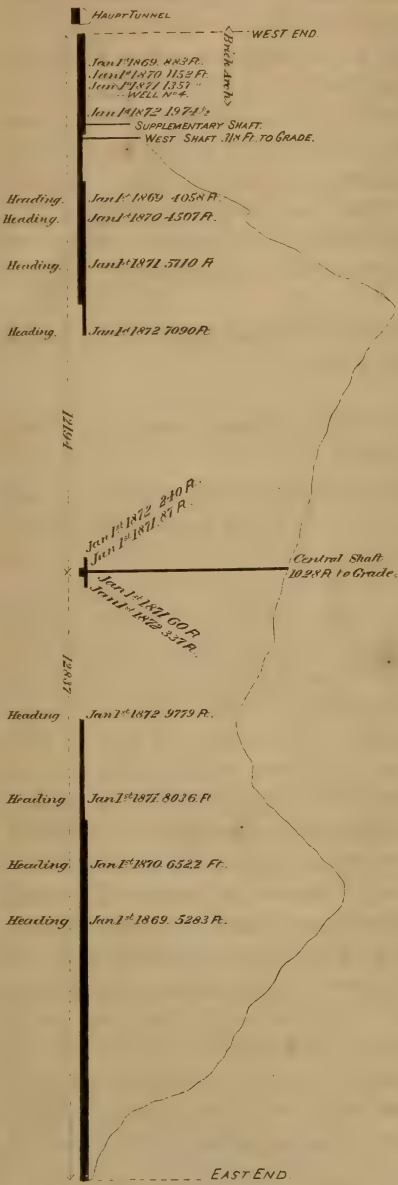 HAUPT TUNNEL
WEST END.
<Brick Arch>
Jan 1st 1869. 883 Ft.
Jan 1st 1870 1152 Ft.
Jan 1st 1871 1357 "
" WELL No 4.
Jan 1st 1872 1974½
SUPPLEMENTARY SHAFT.
WEST SHAFT 318 Ft. TO GRADE.
Heading. Jan 1st 1869 4058 Ft
Heading. Jan 1st 1870 4507 Ft.
Heading. Jan 1st 1871 5710 Ft
Heading. Jan 1st 1872 7090 Ft
12194
Jan 1st 1872 240 Ft.
Jan 1st 1871. 87 Ft.
Central Shaft
1028 Ft to Grade.
Jan 1st 1871 60 Ft
Jan 1st 1872 337 Ft.
12837
Heading Jan 1st 1872 9779 Ft.
Heading Jan 1st 1871. 8036 Ft
Heading. Jan 1st 1870. 6522 Ft.
Heading. Jan 1st 1869. 5283 Ft.
EAST END.